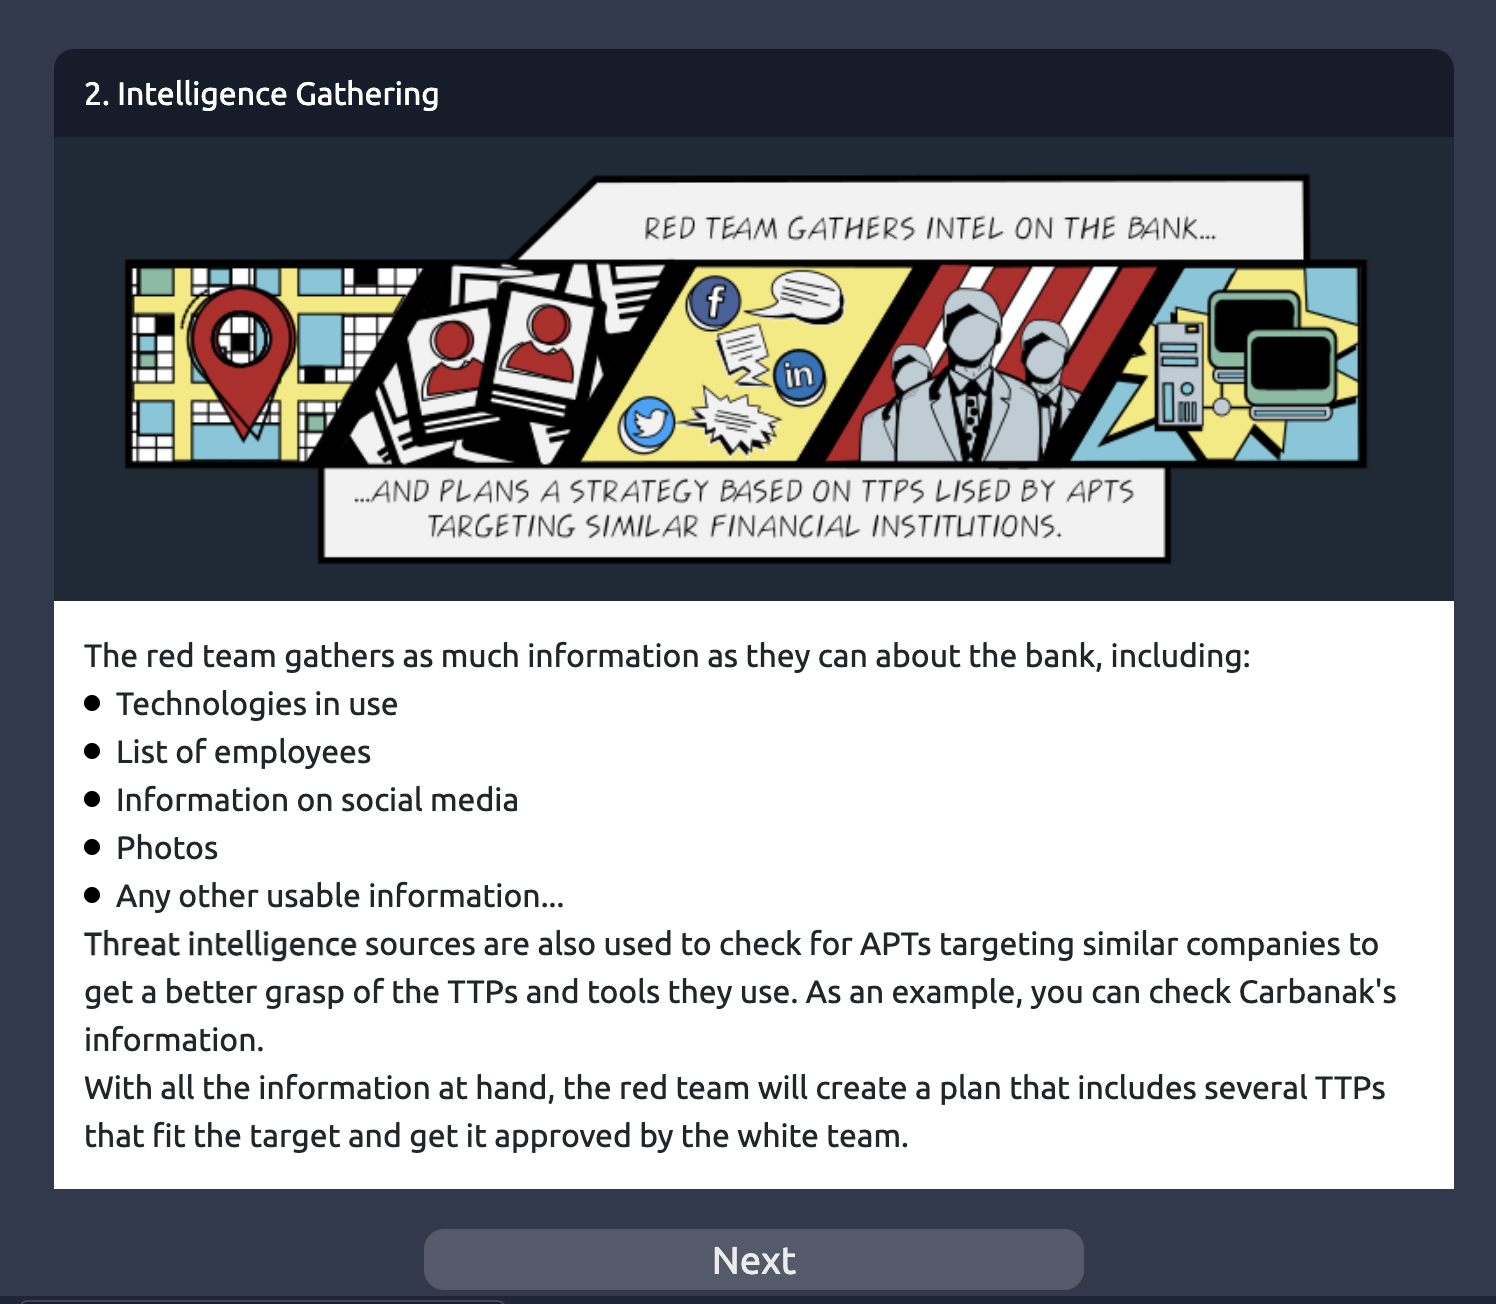 2. Intelligence Gathering
RED TEAM GATHERS INTEL ON THE BANK...
f
in
...AND PLANS A STRATEGY BASED ON TTPS LISED BY APTS
TARGETING SIMILAR FINANCIAL INSTITUTIONS.
The red team gathers as much information as they can about the bank, including:
● Technologies in use
● List of employees
● Information on social media
● Photos
● Any other usable information...
Threat intelligence sources are also used to check for APTs targeting similar companies to
get a better grasp of the TTPs and tools they use. As an example, you can check Carbanak's
information.
With all the information at hand, the red team will create a plan that includes several TTPs
that fit the target and get it approved by the white team.
Next